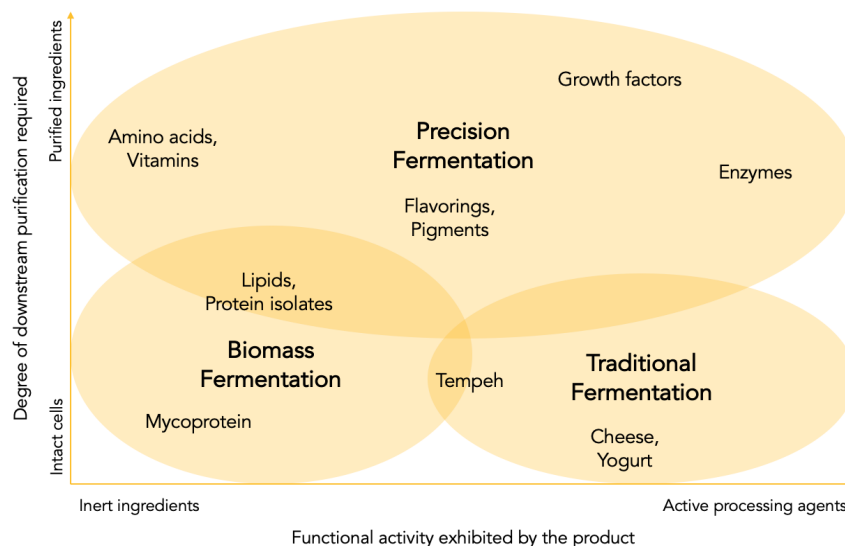 Degree of downstream purification required
Purified ingredients
Intact cells
Growth factors
Amino acids,
Vitamins
Precision
Fermentation
Enzymes
Flavorings,
Pigments
Lipids,
Protein isolates
Biomass
Fermentation
Tempeh
Traditional
Fermentation
Mycoprotein
Cheese,
Yogurt
Inert ingredients
Active processing agents
Functional activity exhibited by the product